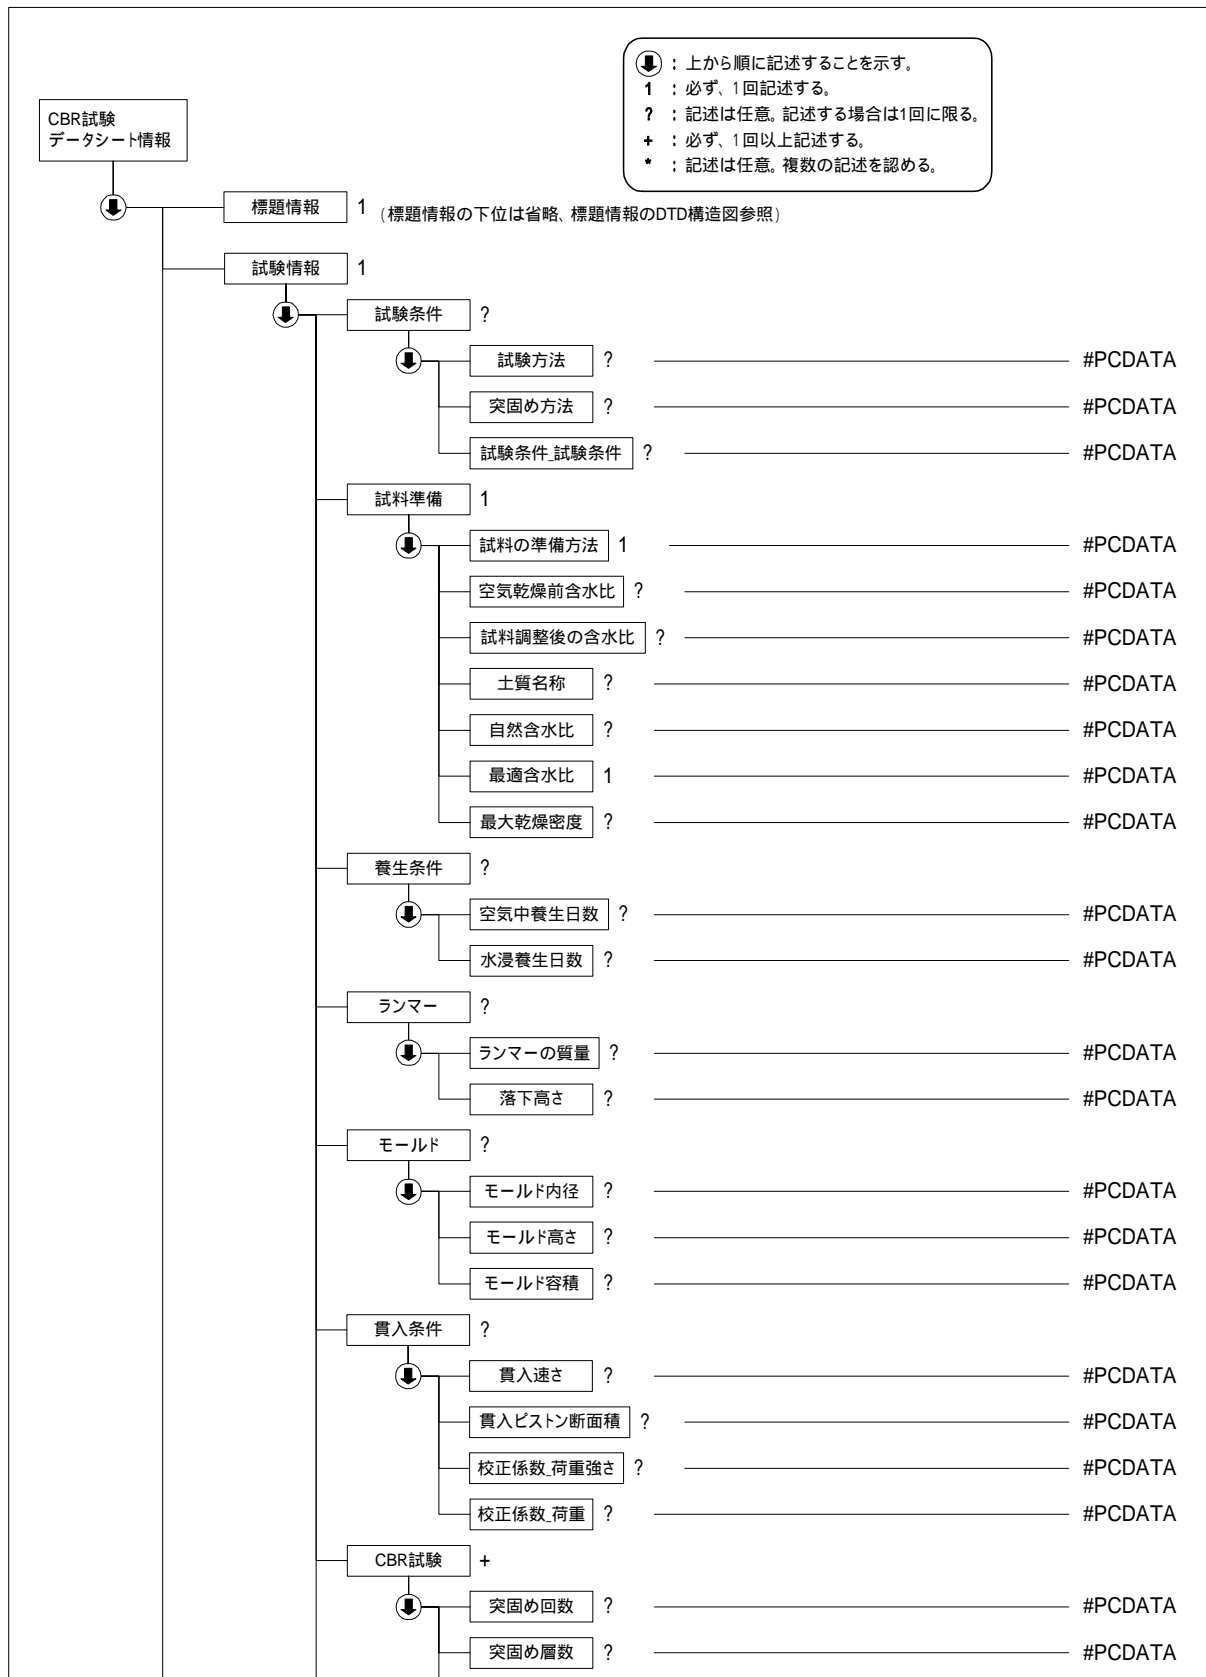 ：上から順に記述することを示す。
1 ：必ず、1回記述する。
? ：記述は任意。記述する場合は1回に限る。
+ ：必ず、1回以上記述する。
* ：記述は任意。複数の記述を認める。
CBR試験
データシート情報
標題情報 1 (標題情報の下位は省略、標題情報のDTD構造図参照)
試験情報 1
試験条件 ?
試験方法 ? #PCDATA
突固め方法 ? #PCDATA
試験条件_試験条件 ? #PCDATA
試料準備 1
試料の準備方法 1 #PCDATA
空気乾燥前含水比 ? #PCDATA
試料調整後の含水比 ? #PCDATA
土質名称 ? #PCDATA
自然含水比 ? #PCDATA
最適含水比 1 #PCDATA
最大乾燥密度 ? #PCDATA
養生条件 ?
空気中養生日数 ? #PCDATA
水浸養生日数 ? #PCDATA
ランマー ?
ランマーの質量 ? #PCDATA
落下高さ ? #PCDATA
モールド ?
モールド内径 ? #PCDATA
モールド高さ ? #PCDATA
モールド容積 ? #PCDATA
貫入条件 ?
貫入速さ ? #PCDATA
貫入ピストン断面積 ? #PCDATA
校正係数_荷重強さ ? #PCDATA
校正係数_荷重 ? #PCDATA
CBR試験 +
突固め回数 ? #PCDATA
突固め層数 ? #PCDATA